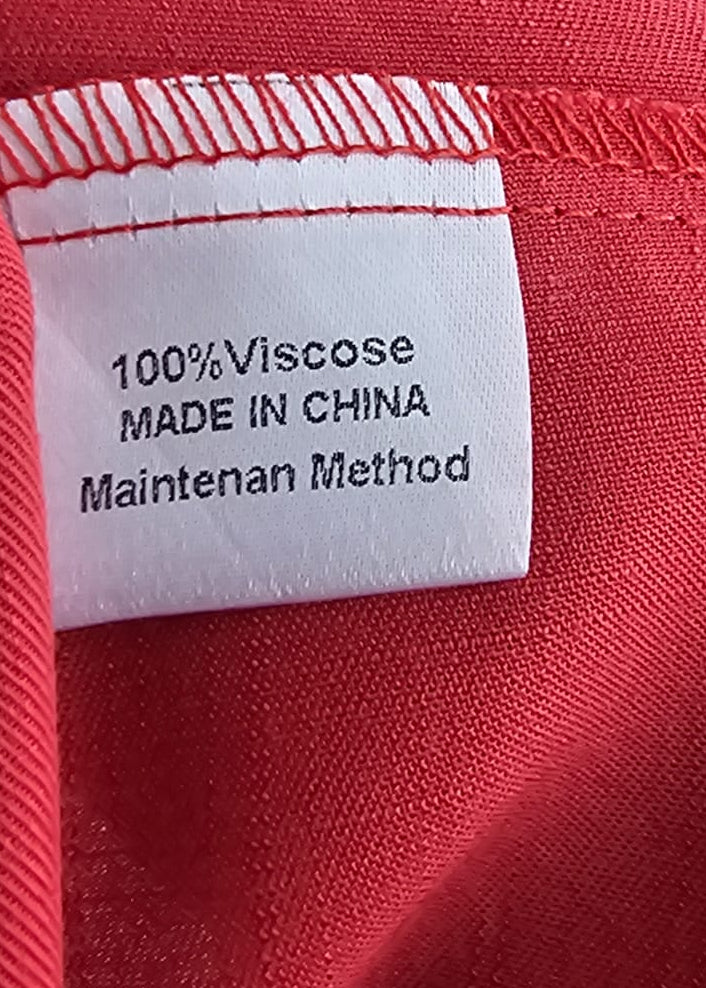 100%Viscose
MADE IN CHINA
Maintenan Method